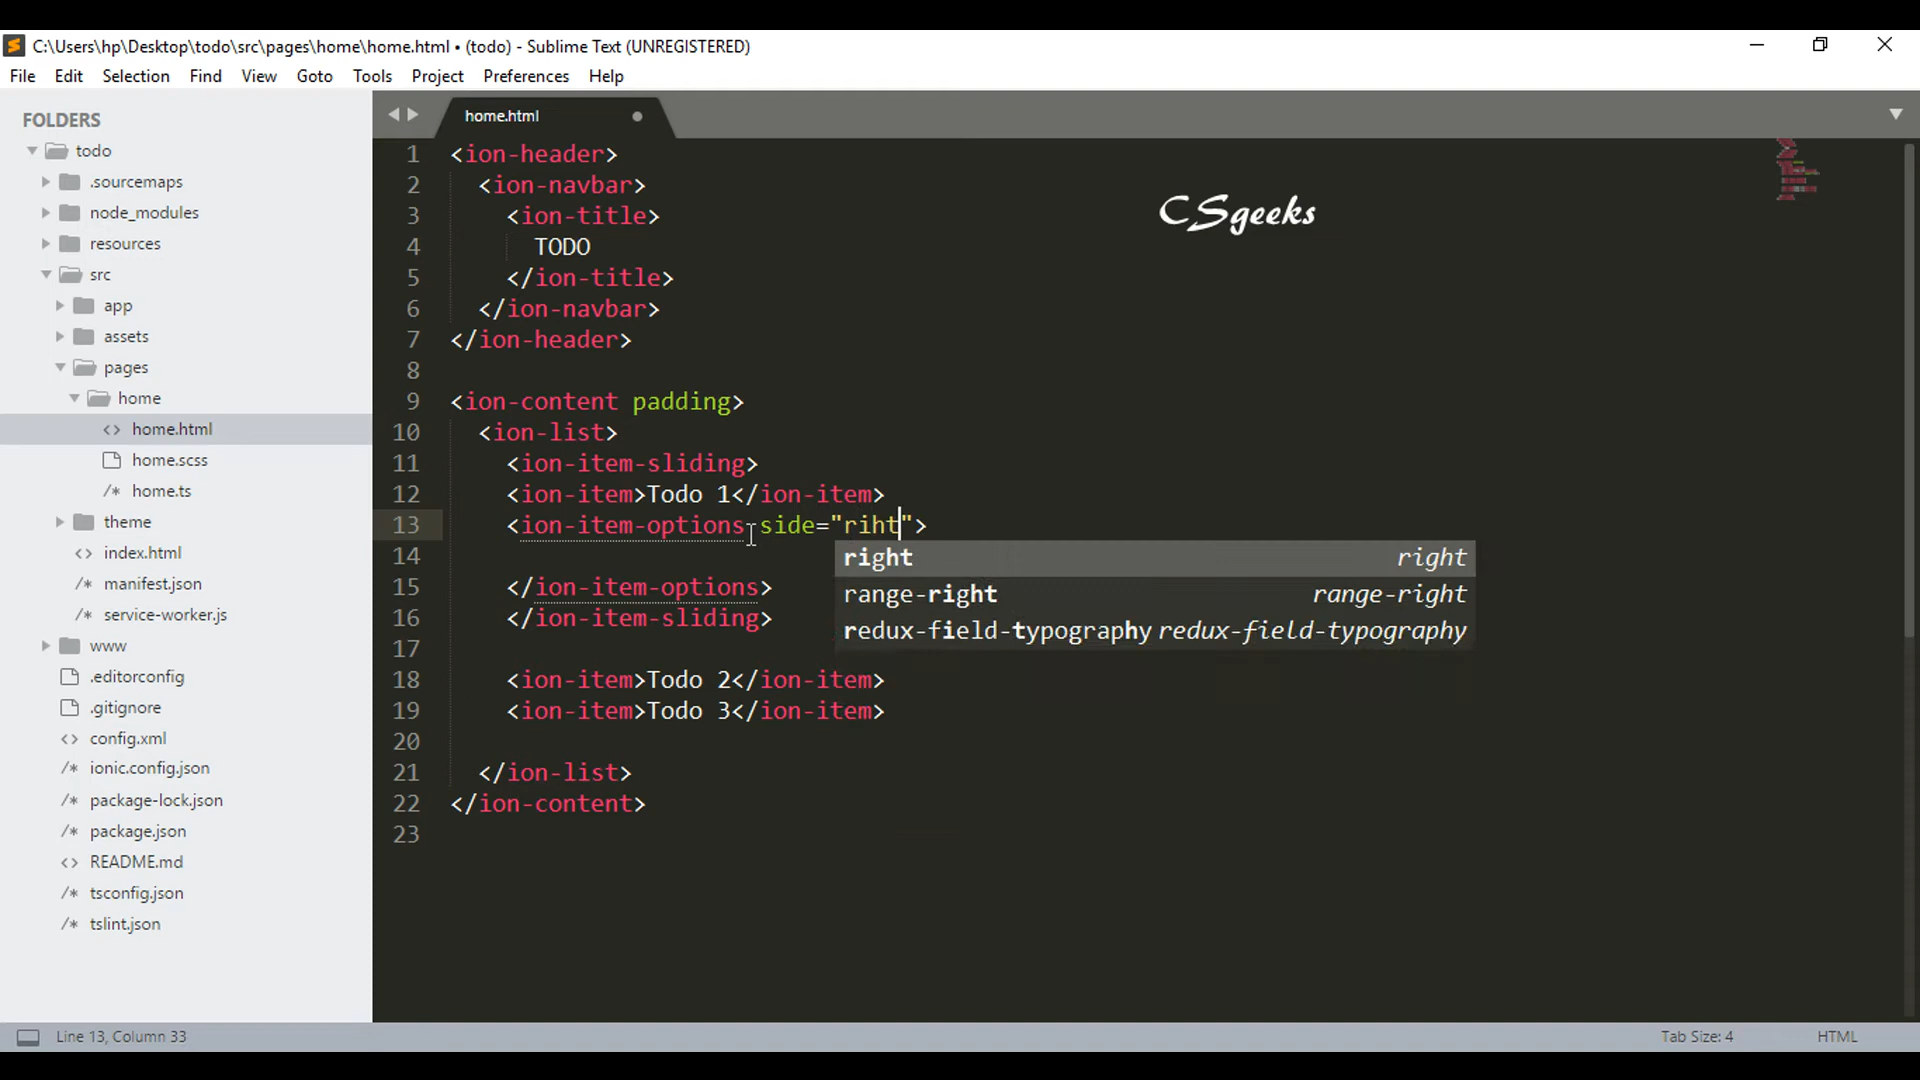 C:\Users\hp\Desktop\todo\src\pages\home\home.html • (todo) - Sublime Text (UNREGISTERED)
File Edit Selection Find View Goto Tools Project Preferences Help
FOLDERS
todo
.sourcemaps
node_modules
resources
src
app
assets
pages
home
home.html
home.scss
home.ts
theme
index.html
manifest.json
service-worker.js
www
.editorconfig
.gitignore
config.xml
ionic.config.json
package-lock.json
package.json
README.md
tsconfig.json
tslint.json
home.html
CSgeeks
1 <ion-header>
2 <ion-navbar>
3 <ion-title>
4 TODO
5 </ion-title>
6 </ion-navbar>
7 </ion-header>
8
9 <ion-content padding>
10 <ion-list>
11 <ion-item-sliding>
12 <ion-item>Todo 1</ion-item>
13 <ion-item-options side="riht">
14
15 </ion-item-options>
16 </ion-item-sliding>
17
18 <ion-item>Todo 2</ion-item>
19 <ion-item>Todo 3</ion-item>
20
21 </ion-list>
22 </ion-content>
23
right right
range-right range-right
redux-field-typography redux-field-typography
Line 13, Column 33
Tab Size: 4 HTML